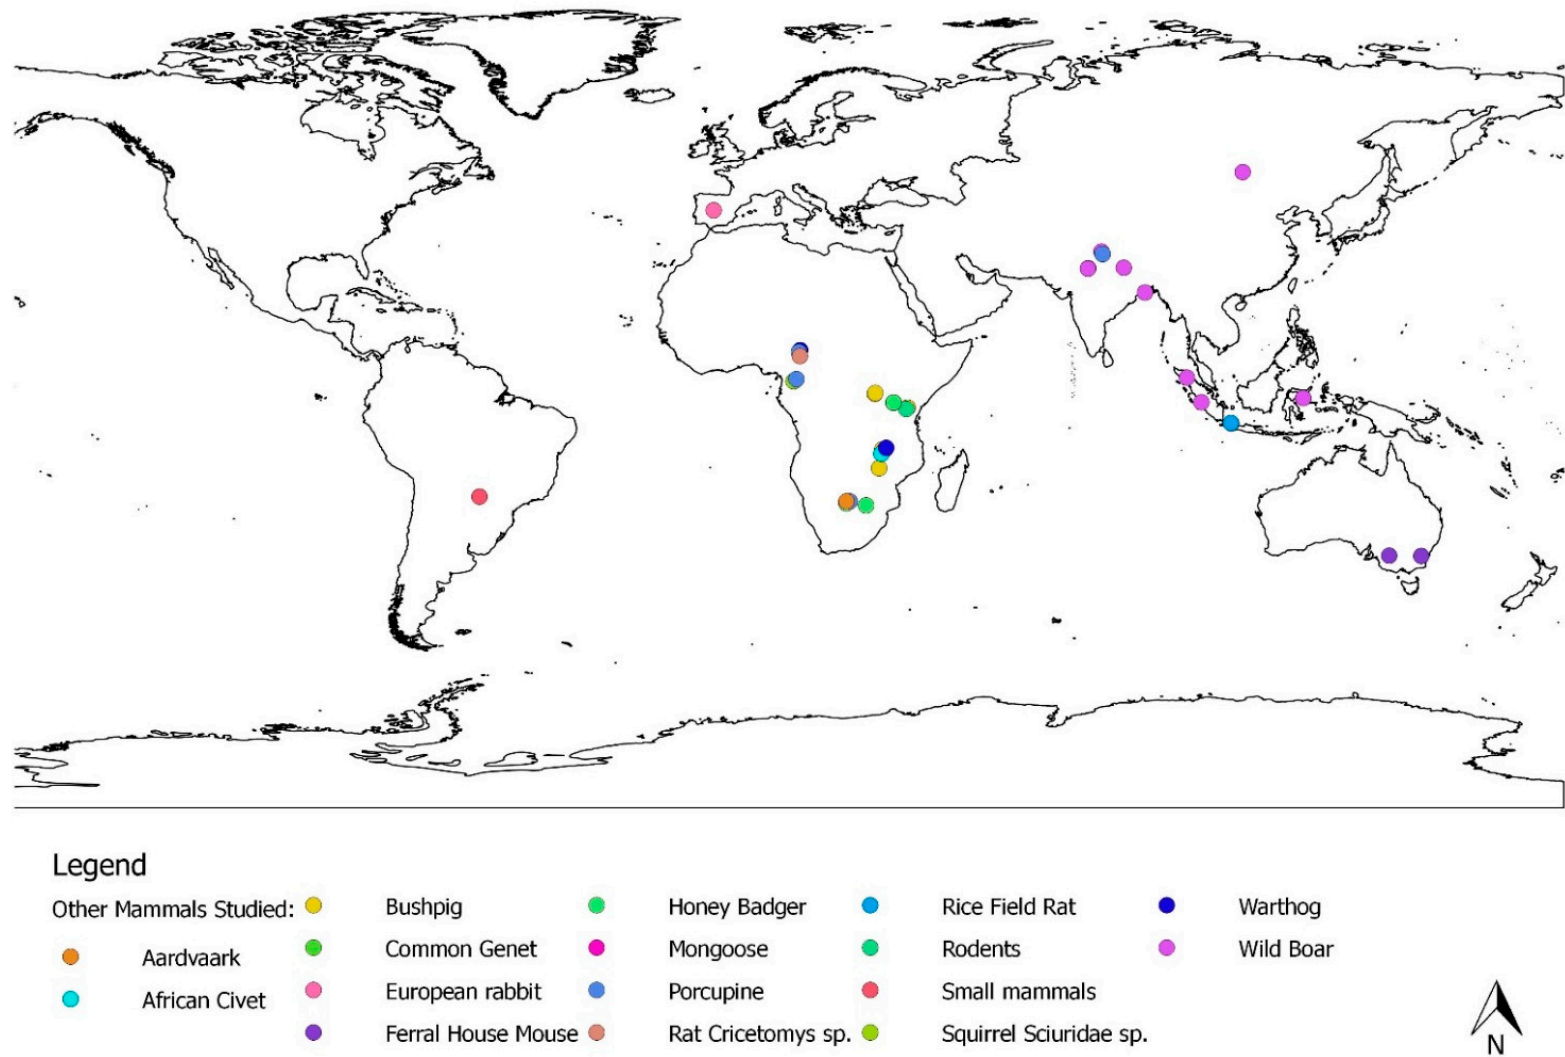 Legend
Other Mammals Studied:
Aardvaark
African Civet
Bushpig
Common Genet
European rabbit
Ferral House Mouse
Honey Badger
Mongoose
Porcupine
Rat Cricetomys sp.
Rice Field Rat
Rodents
Small mammals
Squirrel Sciuridae sp.
Warthog
Wild Boar
N